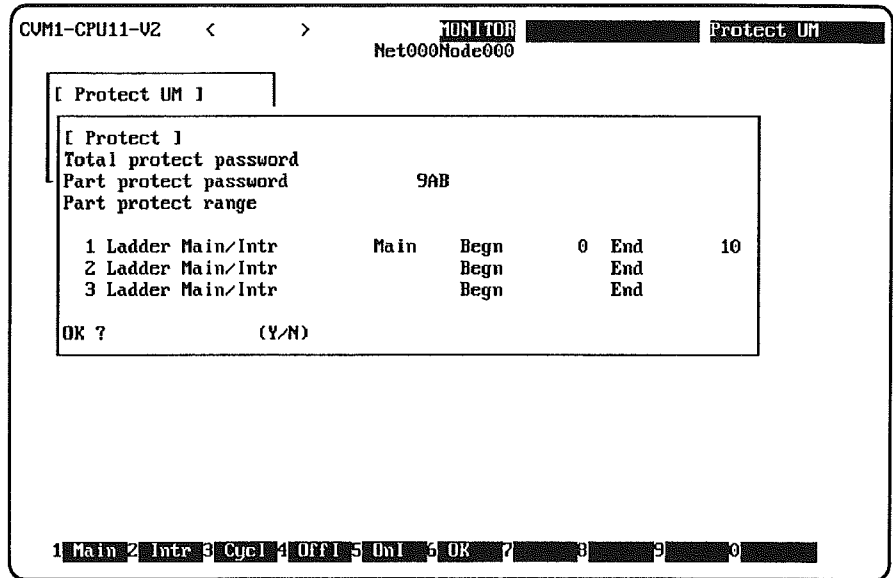 CVM1-CPU11-V2 < > MONITOR Protect UM
Net000Node000
[ Protect UM ]
[ Protect ]
Total protect password
Part protect password 9AB
Part protect range
1 Ladder Main/Intr Main Begn 0 End 10
2 Ladder Main/Intr Begn End
3 Ladder Main/Intr Begn End
OK ? (Y/N)
1 Main 2 Intr 3 Cycl 4 Offl 5 Onl 6 OK 7 8 9 0